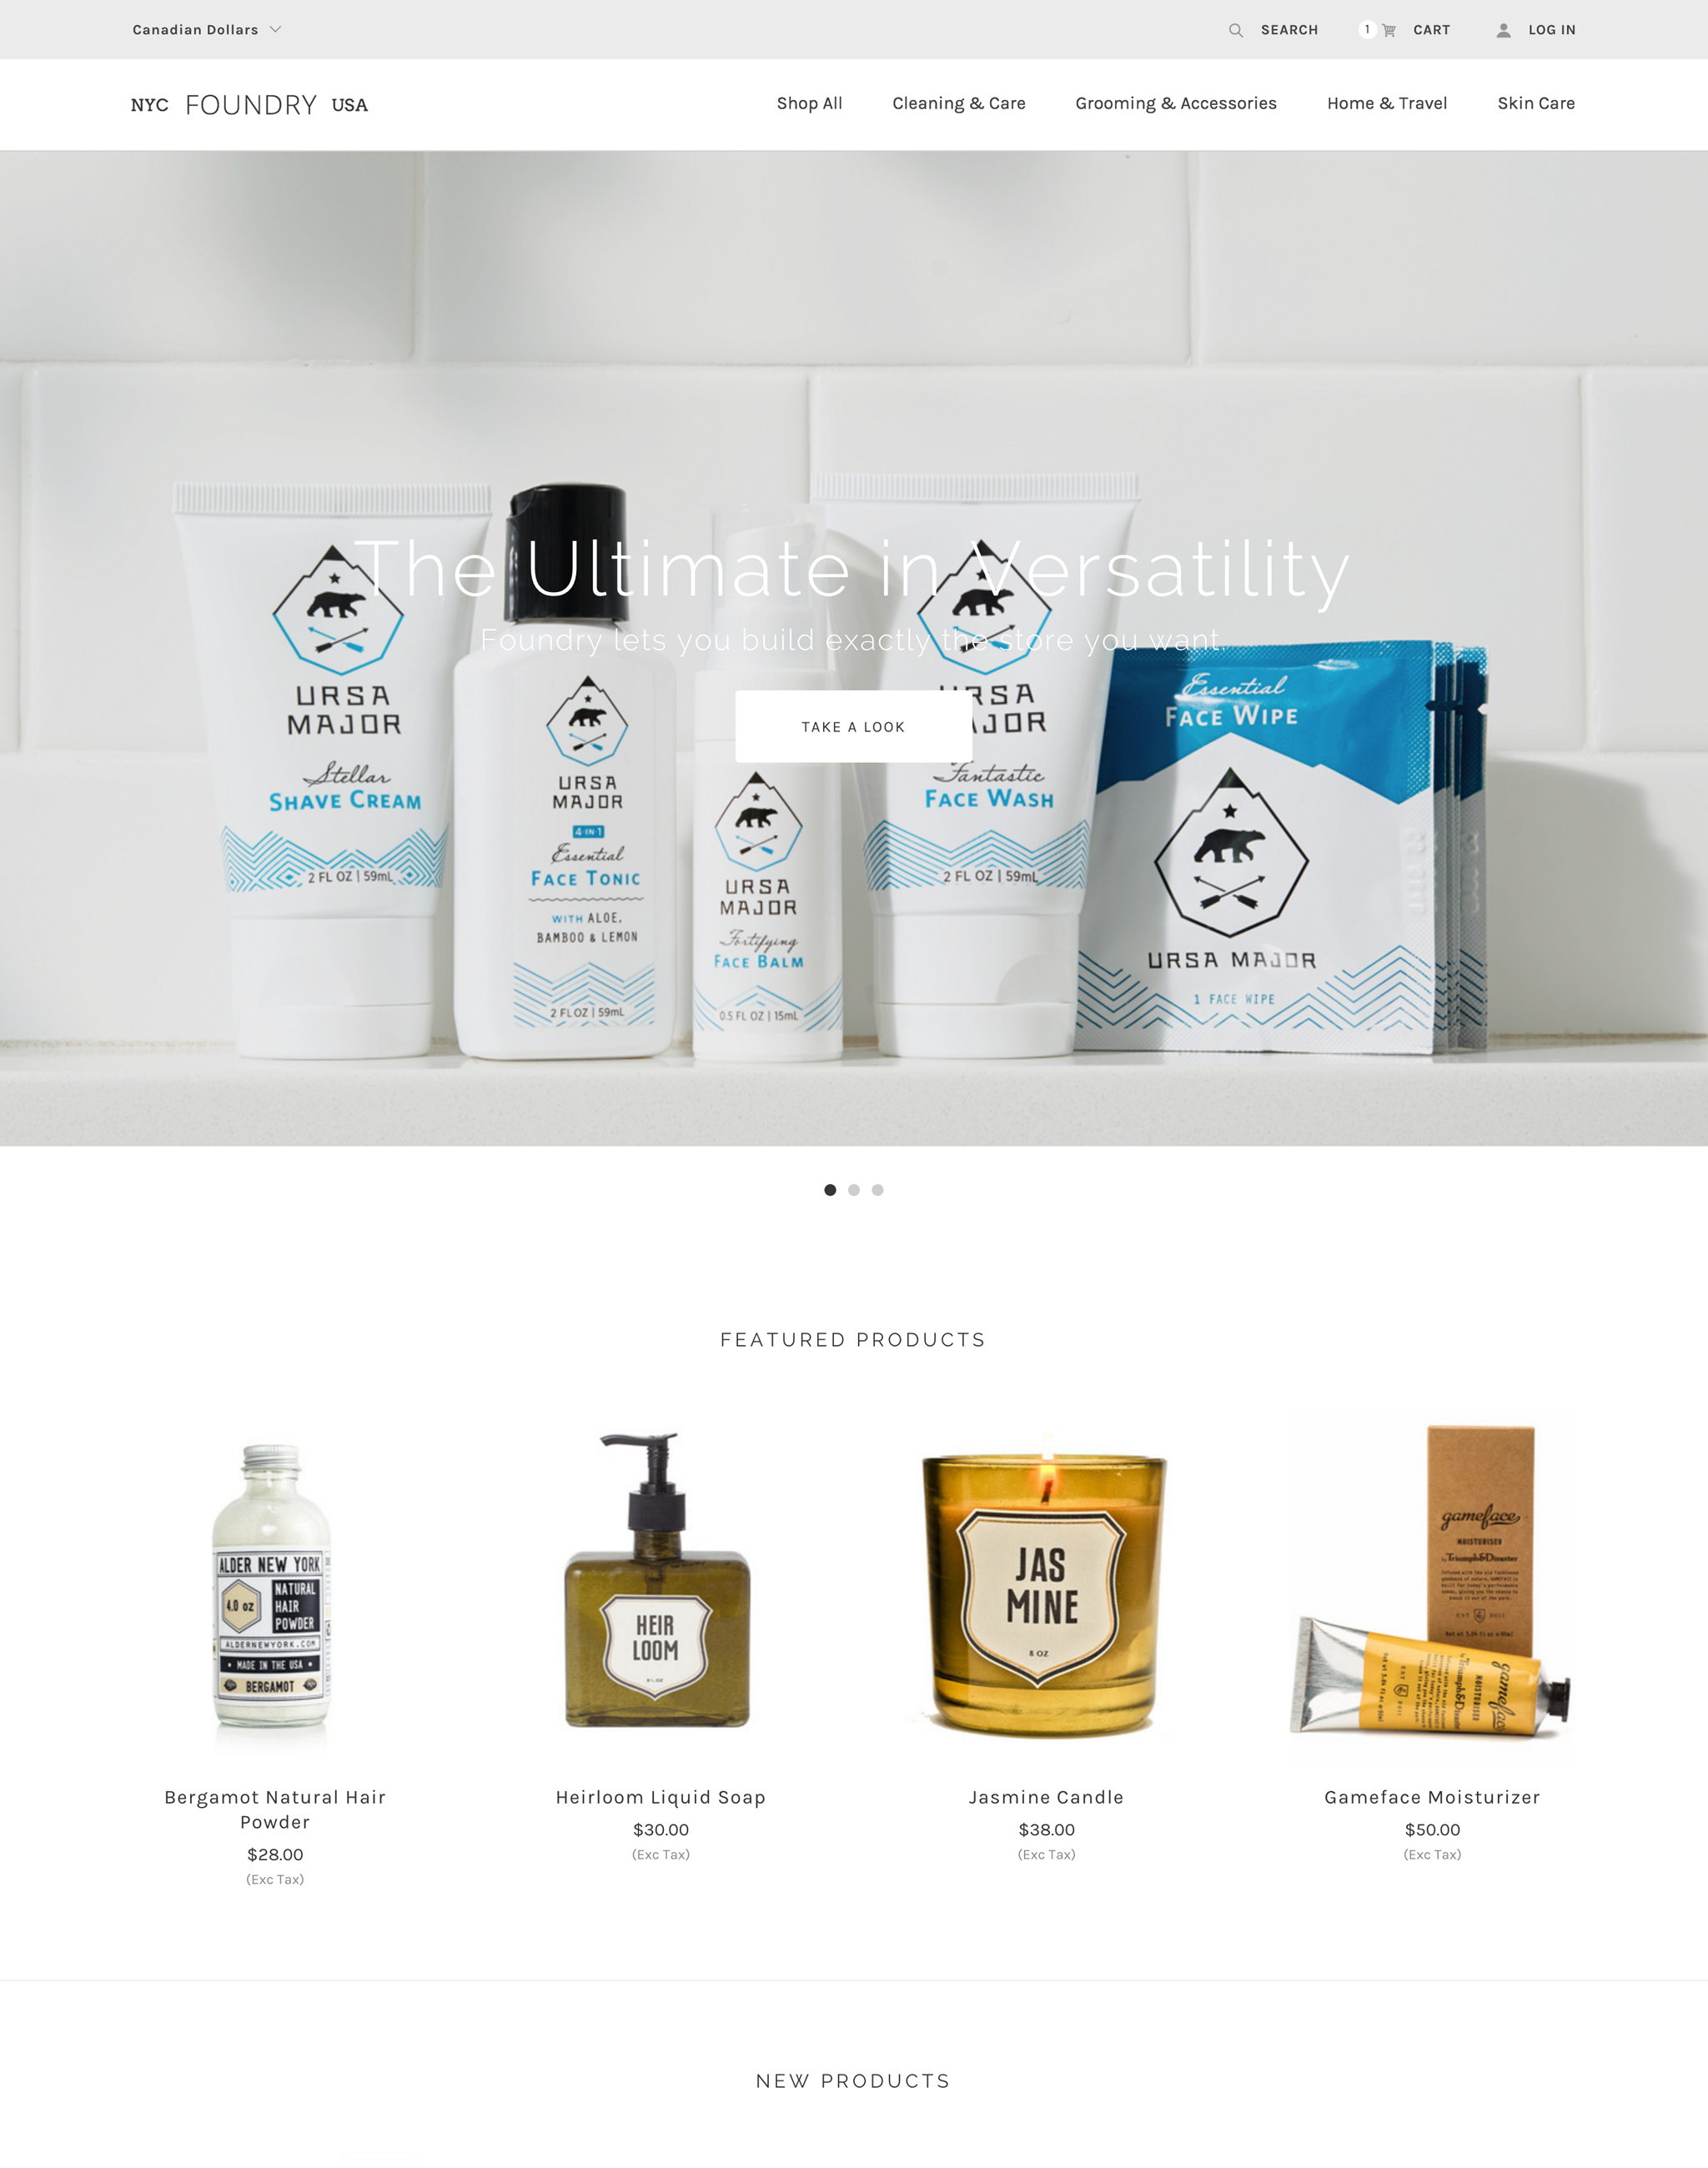 Canadian Dollars
SEARCH
1
CART
LOG IN
NYC FOUNDRY USA
Shop All
Cleaning & Care
Grooming & Accessories
Home & Travel
Skin Care
The Ultimate in Versatility
Foundry lets you build exactly the store you want.
TAKE A LOOK
URSA
MAJOR
Stellar
SHAVE CREAM
2 FL OZ | 59mL
URSA
MAJOR
4-IN-1
Essential
FACE TONIC
WITH ALOE,
BAMBOO & LEMON
2 FL OZ | 59mL
URSA
MAJOR
Fortifying
FACE BALM
0.5 FL OZ | 15mL
Fantastic
FACE WASH
2 FL OZ | 59mL
Essential
FACE WIPE
URSA MAJOR
1 FACE WIPE
FEATURED PRODUCTS
ALDER NEW YORK
4.0 oz
NATURAL
HAIR
POWDER
ALDERNEWYORK.COM
• MADE IN THE USA •
BERGAMOT
HEIR
LOOM
JAS
MINE
8 OZ
gameface
MOISTURISER
by Triumph & Disaster
gameface
MOISTURISER
Bergamot Natural Hair
Powder
$28.00
(Exc Tax)
Heirloom Liquid Soap
$30.00
(Exc Tax)
Jasmine Candle
$38.00
(Exc Tax)
Gameface Moisturizer
$50.00
(Exc Tax)
NEW PRODUCTS